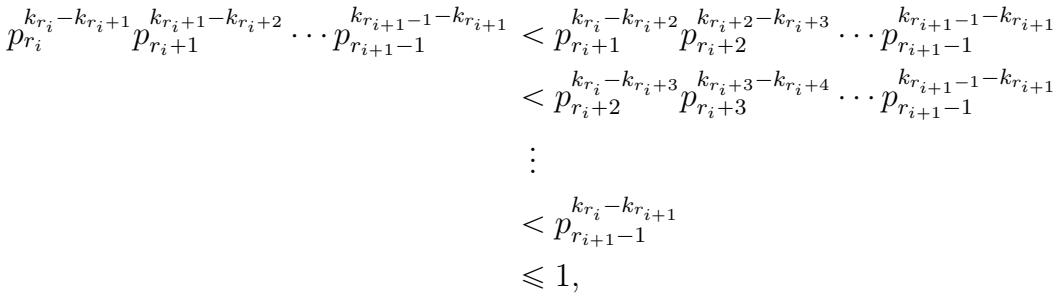 p_{r_i}^{k_{r_i}-k_{r_i+1}} p_{r_i+1}^{k_{r_i+1}-k_{r_i+2}} \cdots p_{r_{i+1}-1}^{k_{r_{i+1}-1}-k_{r_{i+1}}} < p_{r_i+1}^{k_{r_i}-k_{r_i+2}} p_{r_i+2}^{k_{r_i+2}-k_{r_i+3}} \cdots p_{r_{i+1}-1}^{k_{r_{i+1}-1}-k_{r_{i+1}}}
< p_{r_i+2}^{k_{r_i}-k_{r_i+3}} p_{r_i+3}^{k_{r_i+3}-k_{r_i+4}} \cdots p_{r_{i+1}-1}^{k_{r_{i+1}-1}-k_{r_{i+1}}}
\vdots
< p_{r_{i+1}-1}^{k_{r_i}-k_{r_{i+1}}}
\leqslant 1,